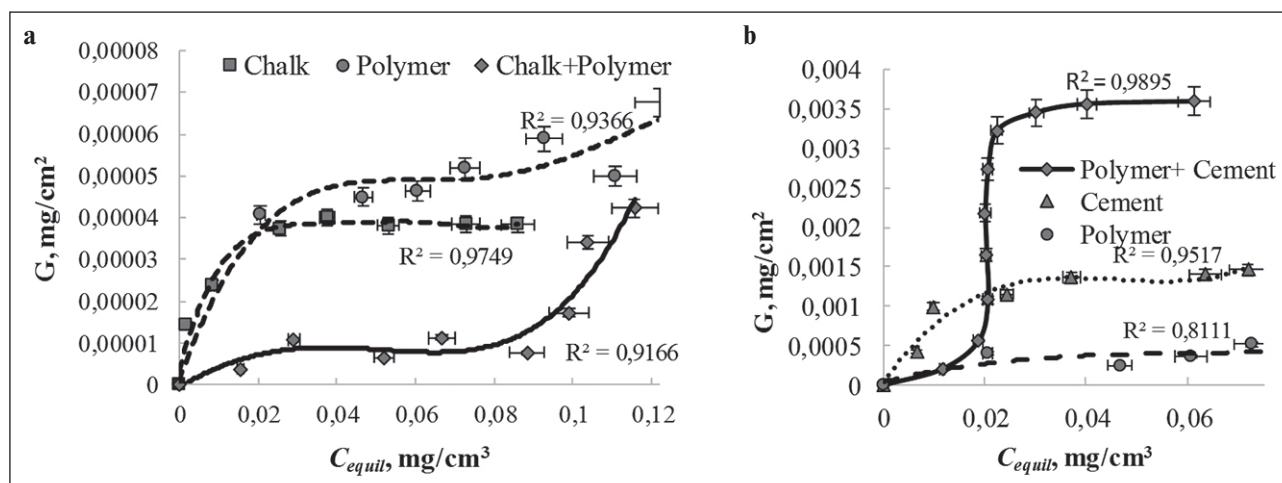 a
0,00008
0,00007
0,00006
0,00005
0,00004
0,00003
0,00002
0,00001
0
G, mg/cm²
Chalk Polymer Chalk+Polymer
R² = 0,9366
R² = 0,9749
R² = 0,9166
0 0,02 0,04 0,06 0,08 0,1 0,12
Cequil, mg/cm³
b
0,004
0,0035
0,003
0,0025
0,002
0,0015
0,001
0,0005
0
G, mg/cm²
R² = 0,9895
Polymer+ Cement
Cement
Polymer
R² = 0,9517
R² = 0,8111
0 0,02 0,04 0,06
Cequil, mg/cm³